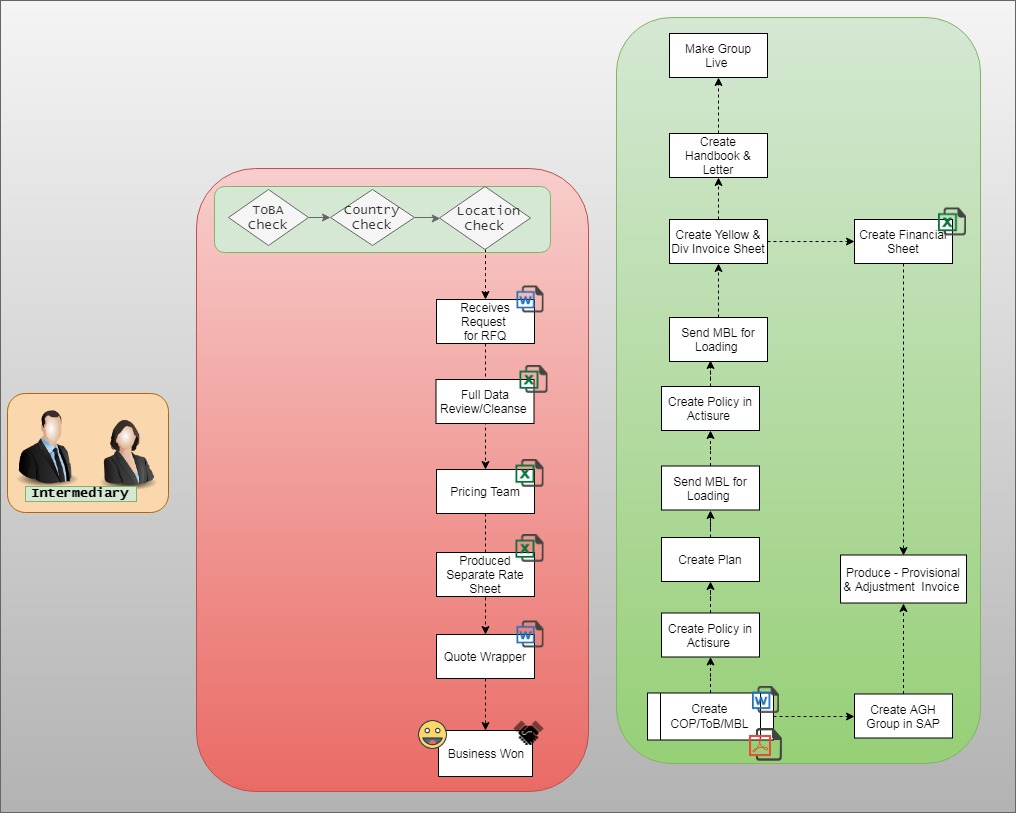 Intermediary
ToBA
Check
Country
Check
Location
Check
Receives
Request
for RFQ
W
Full Data
Review/Cleanse
X
Pricing Team
X
Produced
Separate Rate
Sheet
X
Quote Wrapper
W
Business Won
Make Group
Live
Create
Handbook &
Letter
Create Yellow &
Div Invoice Sheet
Create Financial
Sheet
X
Send MBL for
Loading
Create Policy in
Actisure
Send MBL for
Loading
Create Plan
Produce - Provisional
& Adjustment Invoice
Create Policy in
Actisure
Create
COP/ToB/MBL
W
Create AGH
Group in SAP